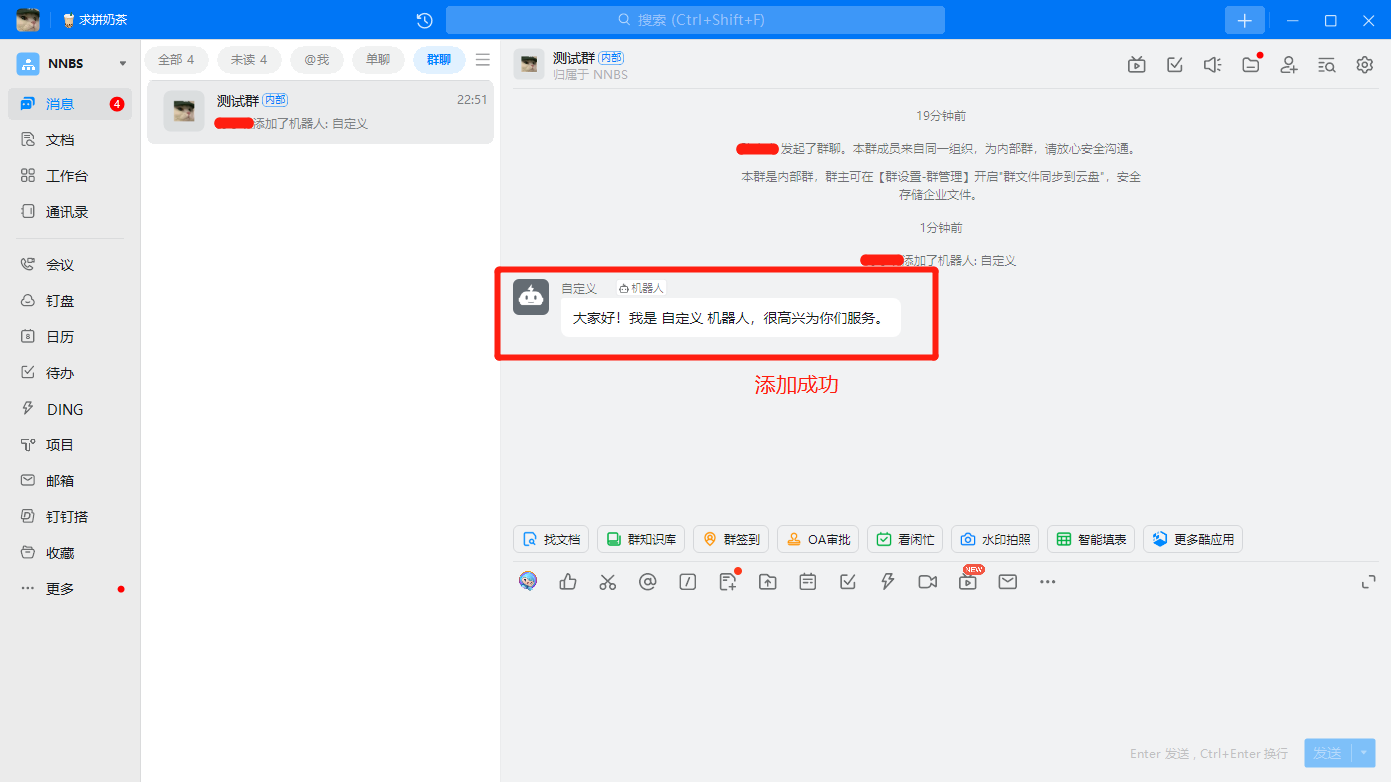 求拼奶茶
搜索 (Ctrl+Shift+F)
NNBS
消息
4
文档
工作台
通讯录
会议
钉盘
8
日历
待办
DING
项目
邮箱
钉钉搭
收藏
更多
全部 4
未读 4
@我
单聊
群聊
测试群 内部
22:51
添加了机器人: 自定义
测试群 内部
归属于 NNBS
19分钟前
发起了群聊。本群成员来自同一组织，为内部群，请放心安全沟通。
本群是内部群，群主可在【群设置-群管理】开启"群文件同步到云盘"，安全
存储企业文件。
1分钟前
添加了机器人: 自定义
自定义 机器人
大家好！我是 自定义 机器人，很高兴为你们服务。
添加成功
找文档
群知识库
群签到
OA审批
看闲忙
水印拍照
智能填表
更多酷应用
NEW
Enter 发送 , Ctrl+Enter 换行
发送